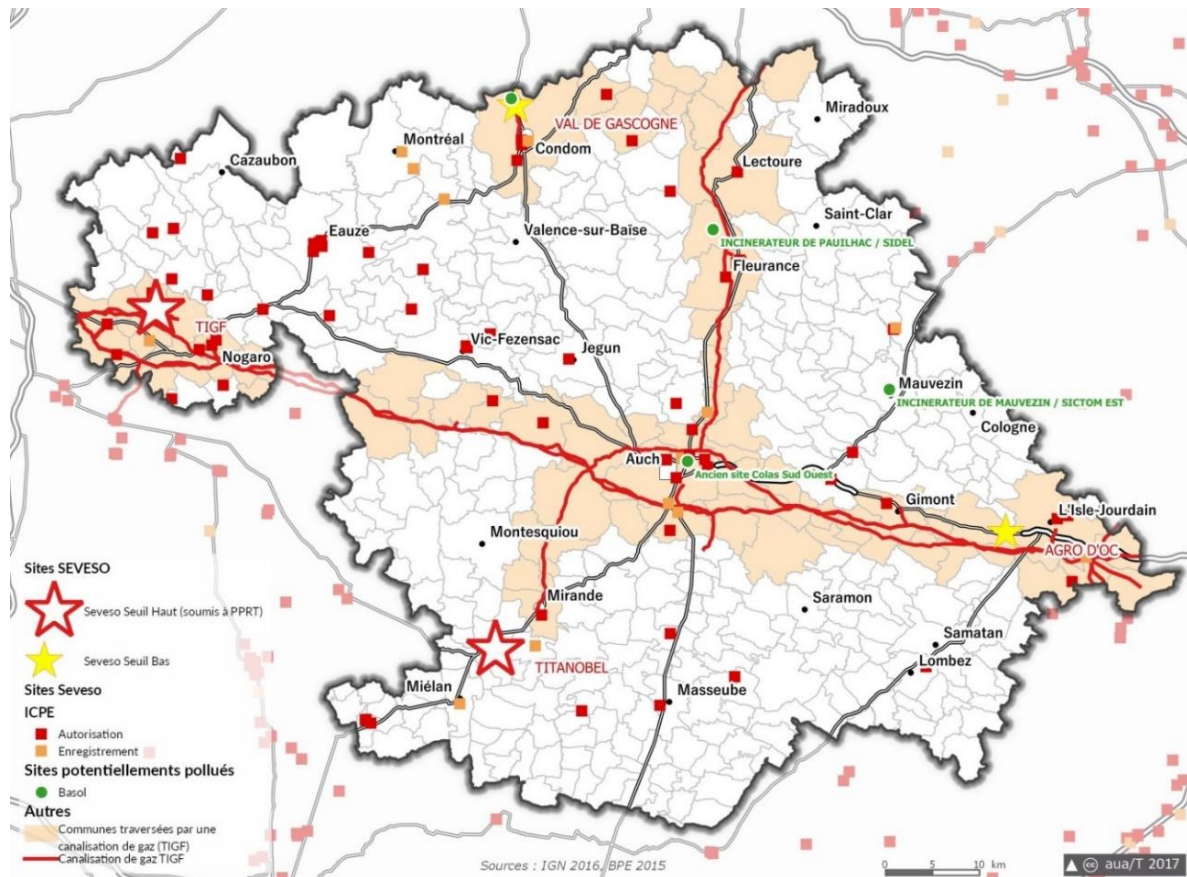 Miradoux
VAL DE GASCOGNE
Montréal
Condom
Cazaubon
Lectoure
Saint-Clar
Eauze
Valence-sur-Baïse
INCINERATEUR DE PAUILHAC / SIDEL
Fleurance
TIGF
Vic-Fezensac
Jegun
Nogaro
Mauvezin
INCINERATEUR DE MAUVEZIN / SICTOM EST
Cologne
Auch
Ancien site Colas Sud Ouest
Gimont
L'Isle-Jourdain
Montesquiou
AGRO D'OC
Mirande
Saramon
Samatan
TITANOBEL
Lombez
Miélan
Masseube
Sites SEVESO
Seveso Seuil Haut (soumis à PPRT)
Seveso Seuil Bas
Sites Seveso
ICPE
Autorisation
Enregistrement
Sites potentiellements pollués
Basol
Autres
Communes traversées par une
canalisation de gaz (TIGF)
Canalisation de gaz TIGF
Sources : IGN 2016, BPE 2015
0 5 10 km
cc aua/T 2017